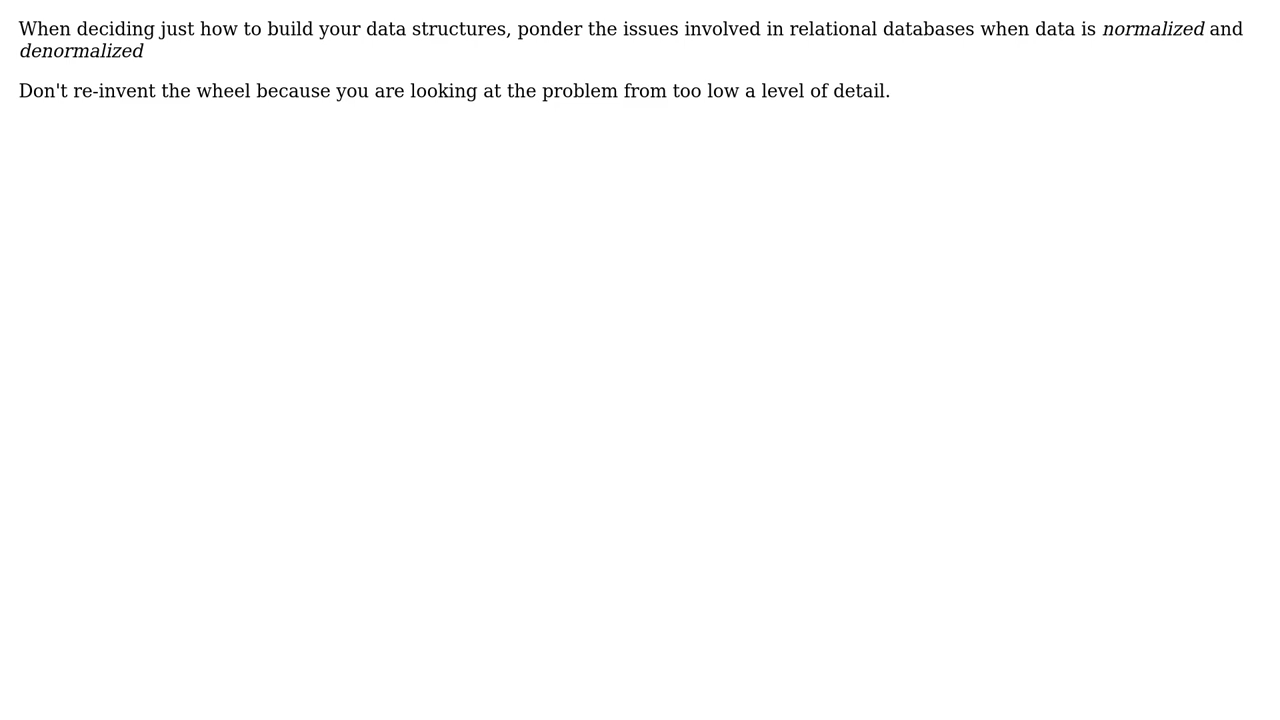 When deciding just how to build your data structures, ponder the issues involved in relational databases when data is normalized and
denormalized
Don't re-invent the wheel because you are looking at the problem from too low a level of detail.